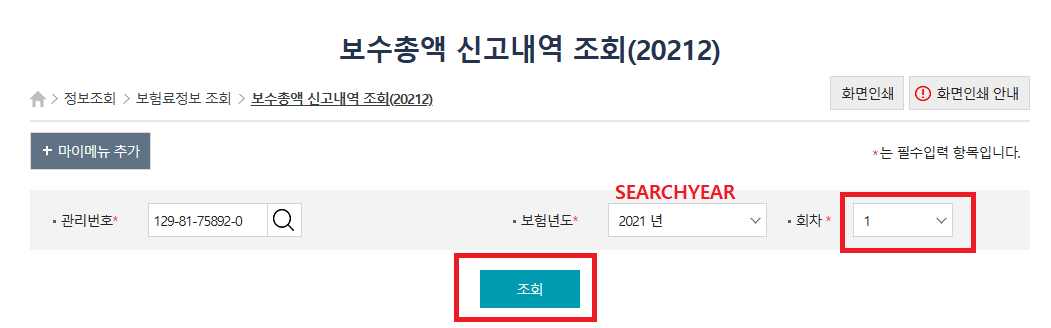 보수총액 신고내역 조회(20212)
정보조회 > 보험료정보 조회 > 보수총액 신고내역 조회(20212)
화면인쇄
화면인쇄 안내
+ 마이메뉴 추가
*는 필수입력 항목입니다.
SEARCHYEAR
관리번호* 129-81-75892-0 보험년도* 2021 년 회차 * 1
조회